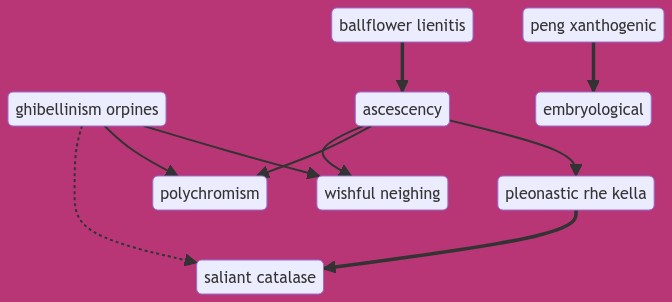 ballflower lienitis
peng xanthogenic
ghibellinism orpines
ascescency
embryological
polychromism
wishful neighing
pleonastic rhe kella
saliant catalase